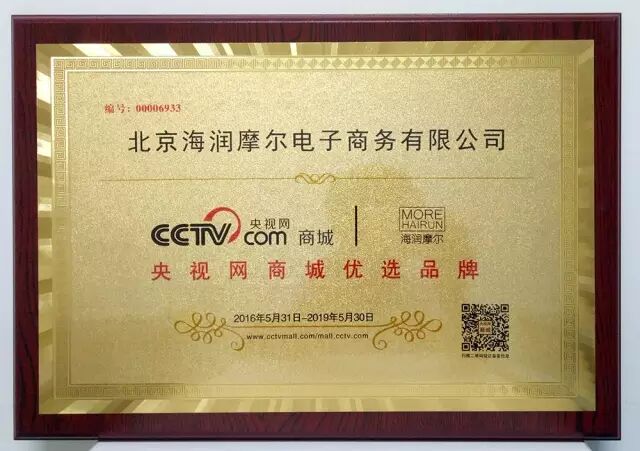 编号：00006933
北京海润摩尔电子商务有限公司
CCTV.com 央视网 商城
MORE HAIRUN 海润摩尔
央视网商城优选品牌
2016年5月31日-2019年5月30日
www.cctvmall.com/mall.cctv.com